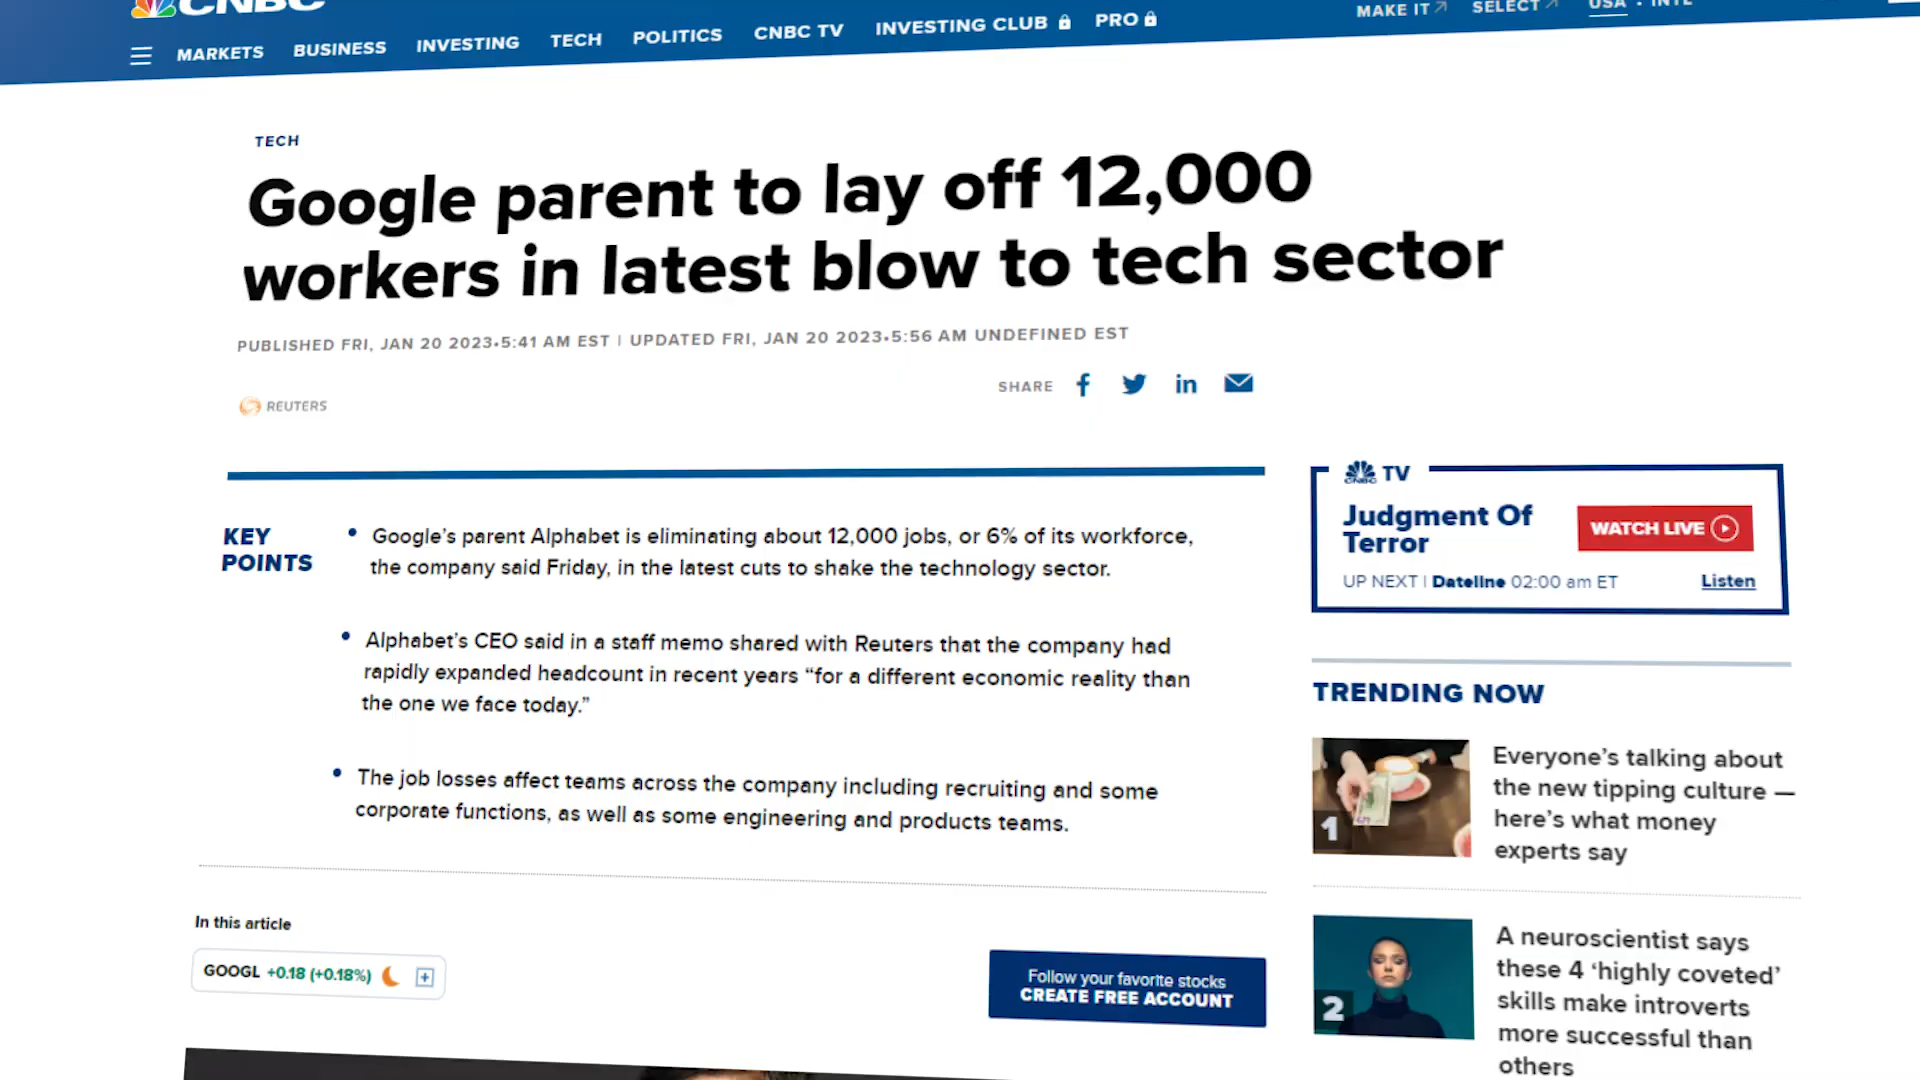 CNBC
MAKE IT
SELECT
USA · INTL
MARKETS
BUSINESS
INVESTING
TECH
POLITICS
CNBC TV
INVESTING CLUB
PRO
TECH
Google parent to lay off 12,000
workers in latest blow to tech sector
PUBLISHED FRI, JAN 20 2023•5:41 AM EST | UPDATED FRI, JAN 20 2023•5:56 AM UNDEFINED EST
SHARE
REUTERS
KEY
POINTS
• Google’s parent Alphabet is eliminating about 12,000 jobs, or 6% of its workforce,
the company said Friday, in the latest cuts to shake the technology sector.
• Alphabet’s CEO said in a staff memo shared with Reuters that the company had
rapidly expanded headcount in recent years “for a different economic reality than
the one we face today.”
• The job losses affect teams across the company including recruiting and some
corporate functions, as well as some engineering and products teams.
In this article
GOOGL +0.18 (+0.18%)
Follow your favorite stocks
CREATE FREE ACCOUNT
CNBC TV
Judgment Of
Terror
WATCH LIVE
UP NEXT | Dateline 02:00 am ET
Listen
TRENDING NOW
1
Everyone’s talking about
the new tipping culture —
here’s what money
experts say
2
A neuroscientist says
these 4 ‘highly coveted’
skills make introverts
more successful than
others